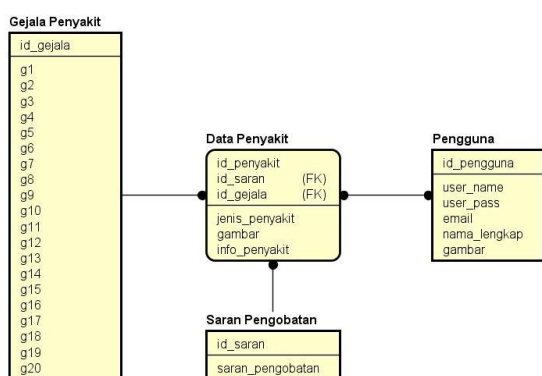 Gejala Penyakit
id_gejala
g1
g2
g3
g4
g5
g6
g7
g8
g9
g10
g11
g12
g13
g14
g15
g16
g17
g18
g19
g20
Data Penyakit
id_penyakit
id_saran (FK)
id_gejala (FK)
jenis_penyakit
gambar
info_penyakit
Pengguna
id_pengguna
user_name
user_pass
email
nama_lengkap
gambar
Saran Pengobatan
id_saran
saran_pengobatan